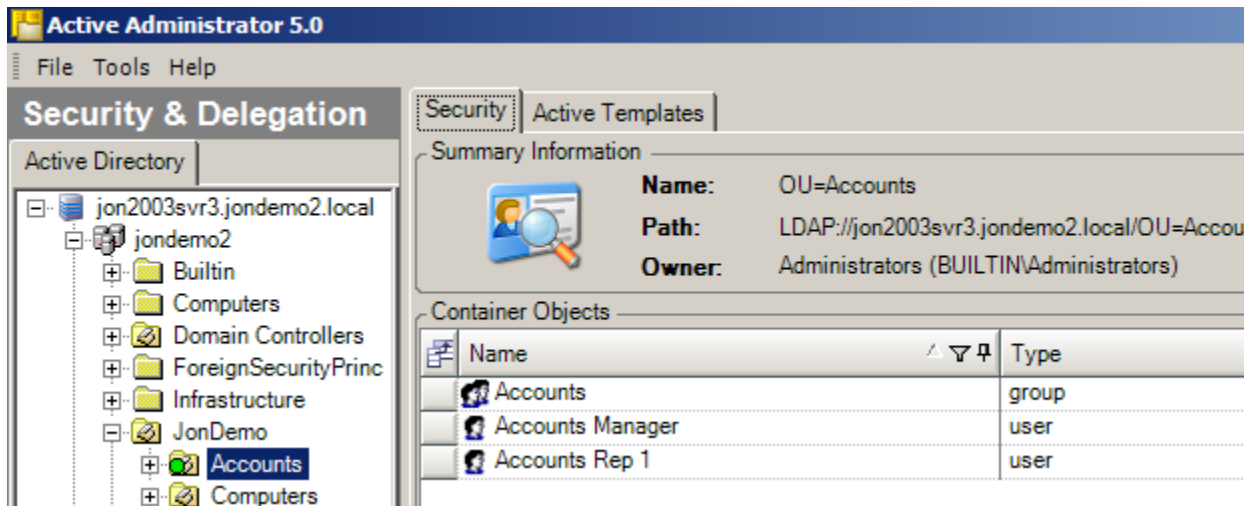 Active Administrator 5.0
File Tools Help
Security & Delegation
Active Directory
jon2003svr3.jondemo2.local
jondemo2
Builtin
Computers
Domain Controllers
ForeignSecurityPrinc
Infrastructure
JonDemo
Accounts
Computers
Security Active Templates
Summary Information
Name: OU=Accounts
Path: LDAP://jon2003svr3.jondemo2.local/OU=Accou
Owner: Administrators (BUILTIN\Administrators)
Container Objects
Name Type
Accounts group
Accounts Manager user
Accounts Rep 1 user